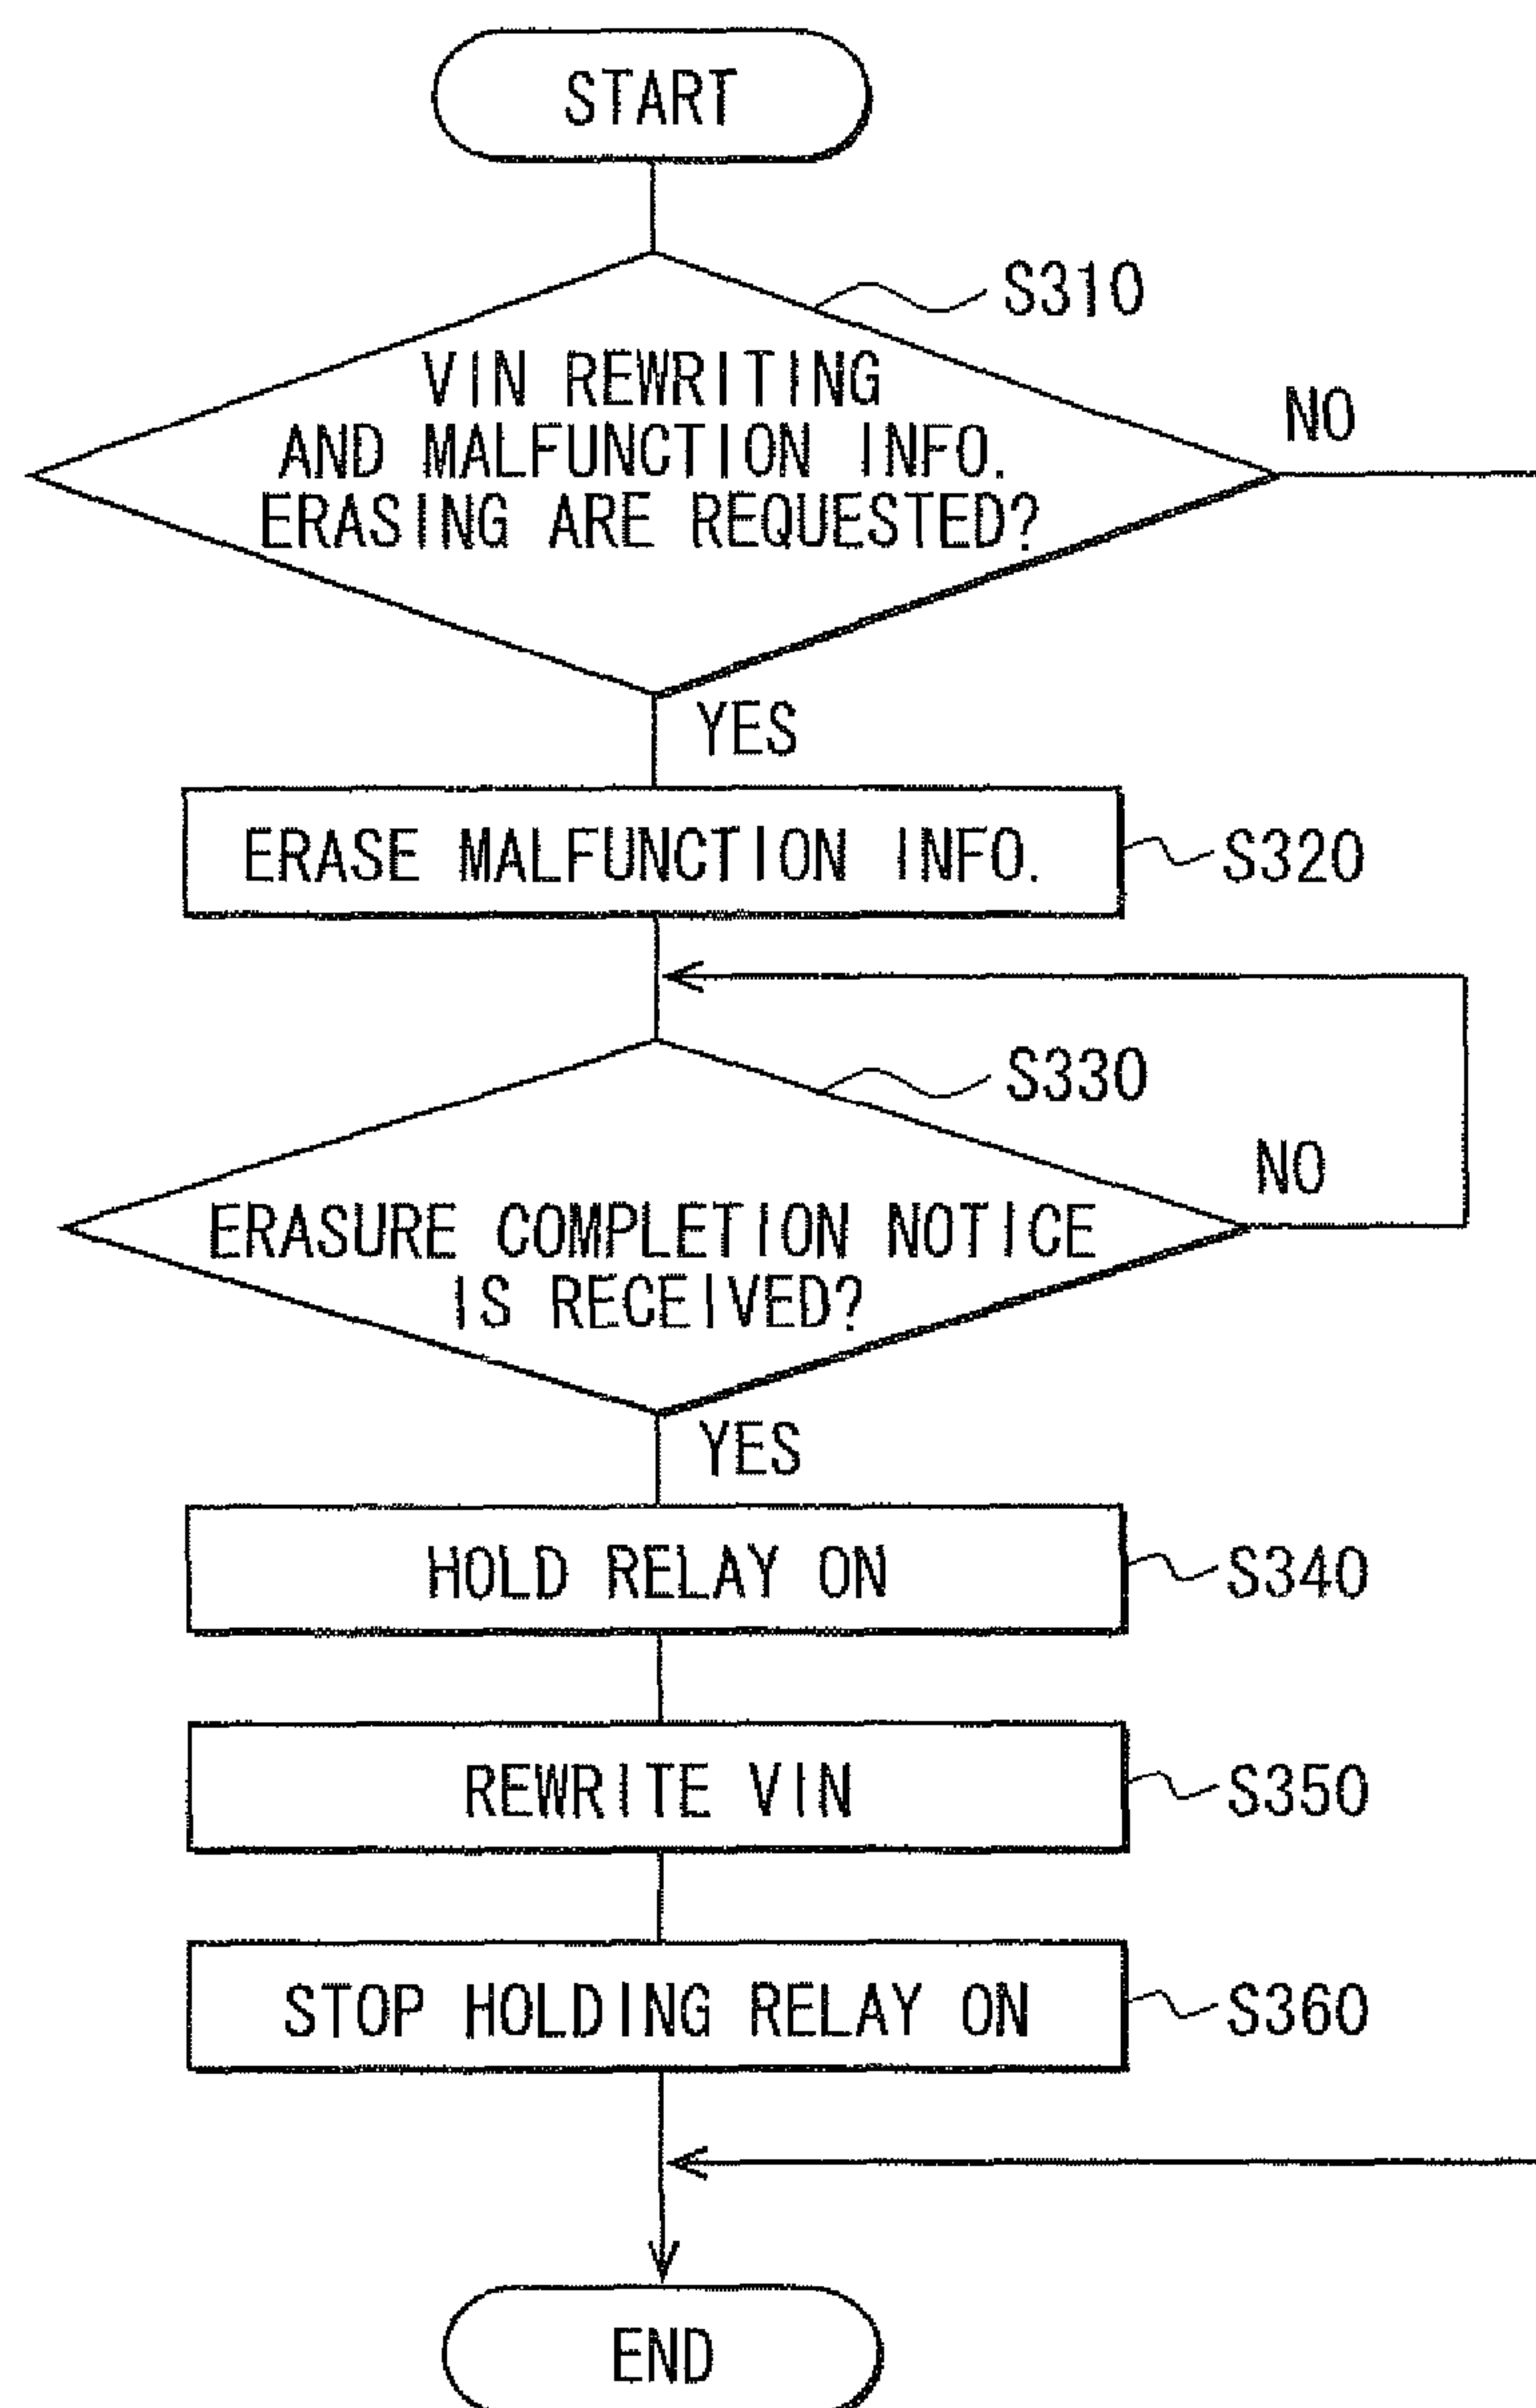 START
S310
VIN REWRITING
AND MALFUNCTION INFO.
ERASING ARE REQUESTED?
NO
YES
ERASE MALFUNCTION INFO.
S320
S330
NO
ERASURE COMPLETION NOTICE
IS RECEIVED?
YES
HOLD RELAY ON
S340
REWRITE VIN
S350
STOP HOLDING RELAY ON
S360
END